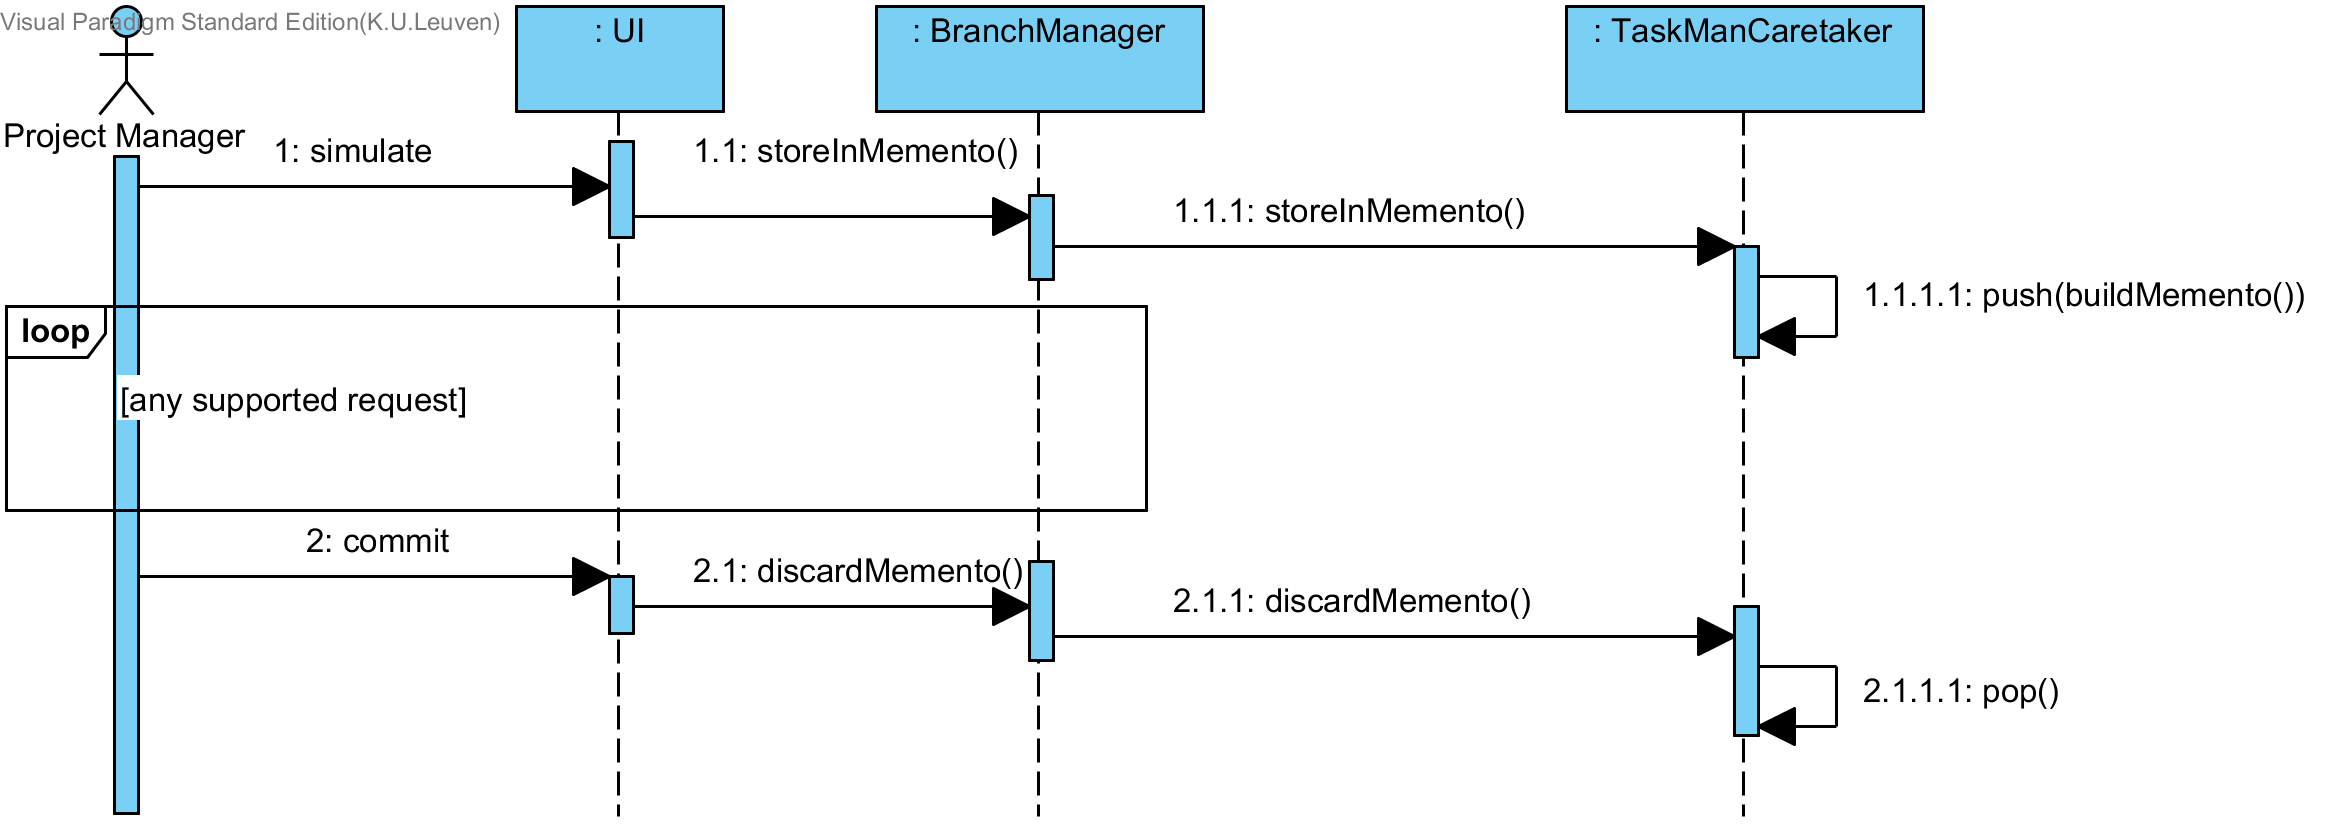 Visual Paradigm Standard Edition(K.U.Leuven)
: UI
: BranchManager
: TaskManCaretaker
Project Manager
1: simulate
1.1: storeInMemento()
1.1.1: storeInMemento()
1.1.1.1: push(buildMemento())
loop
[any supported request]
2: commit
2.1: discardMemento()
2.1.1: discardMemento()
2.1.1.1: pop()